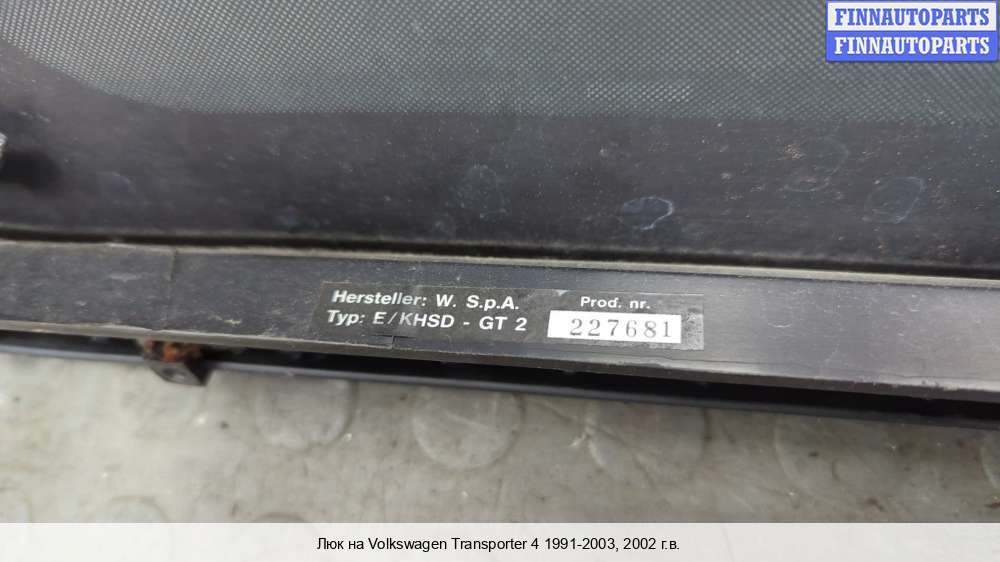 FINNAUTOPARTS
FINNAUTOPARTS
Hersteller: W. S.p.A.
Prod. nr.
Typ: E/KHSD - GT 2
227681
Люк на Volkswagen Transporter 4 1991-2003, 2002 г.в.